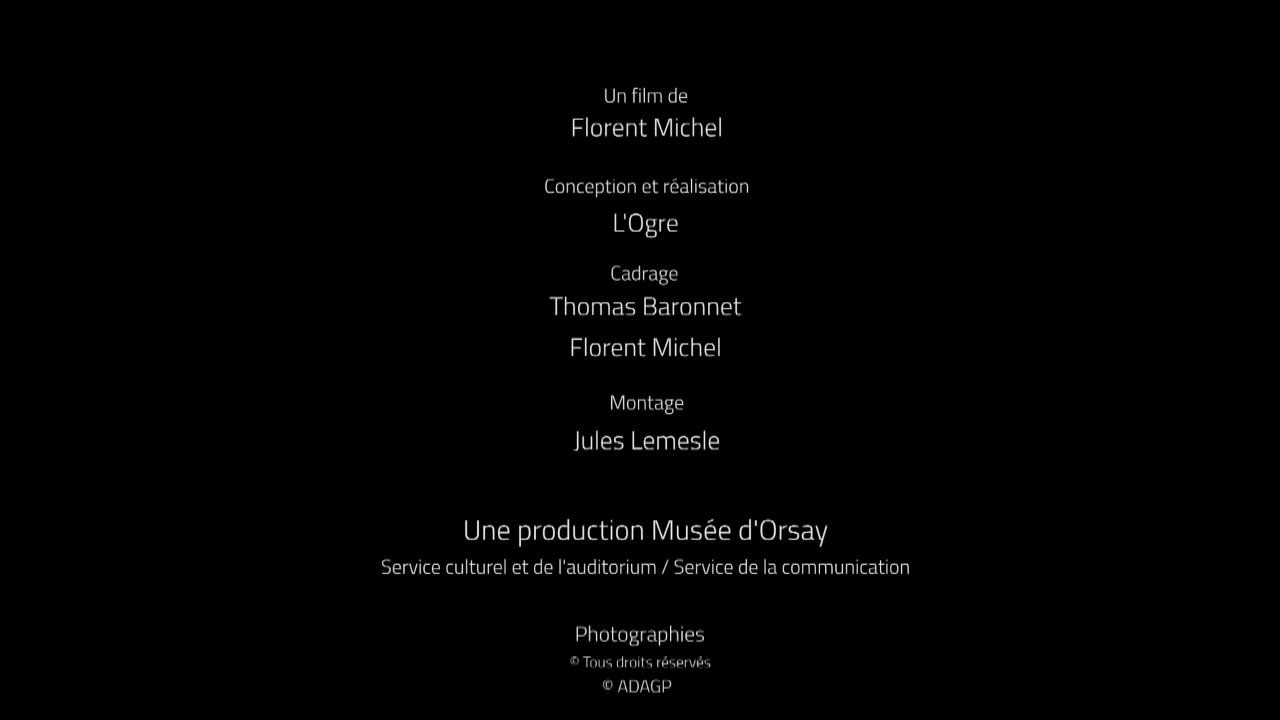 Un film de
Florent Michel
Conception et réalisation
L'Ogre
Cadrage
Thomas Baronnet
Florent Michel
Montage
Jules Lemesle
Une production Musée d'Orsay
Service culturel et de l'auditorium / Service de la communication
Photographies
© Tous droits réservés
© ADAGP